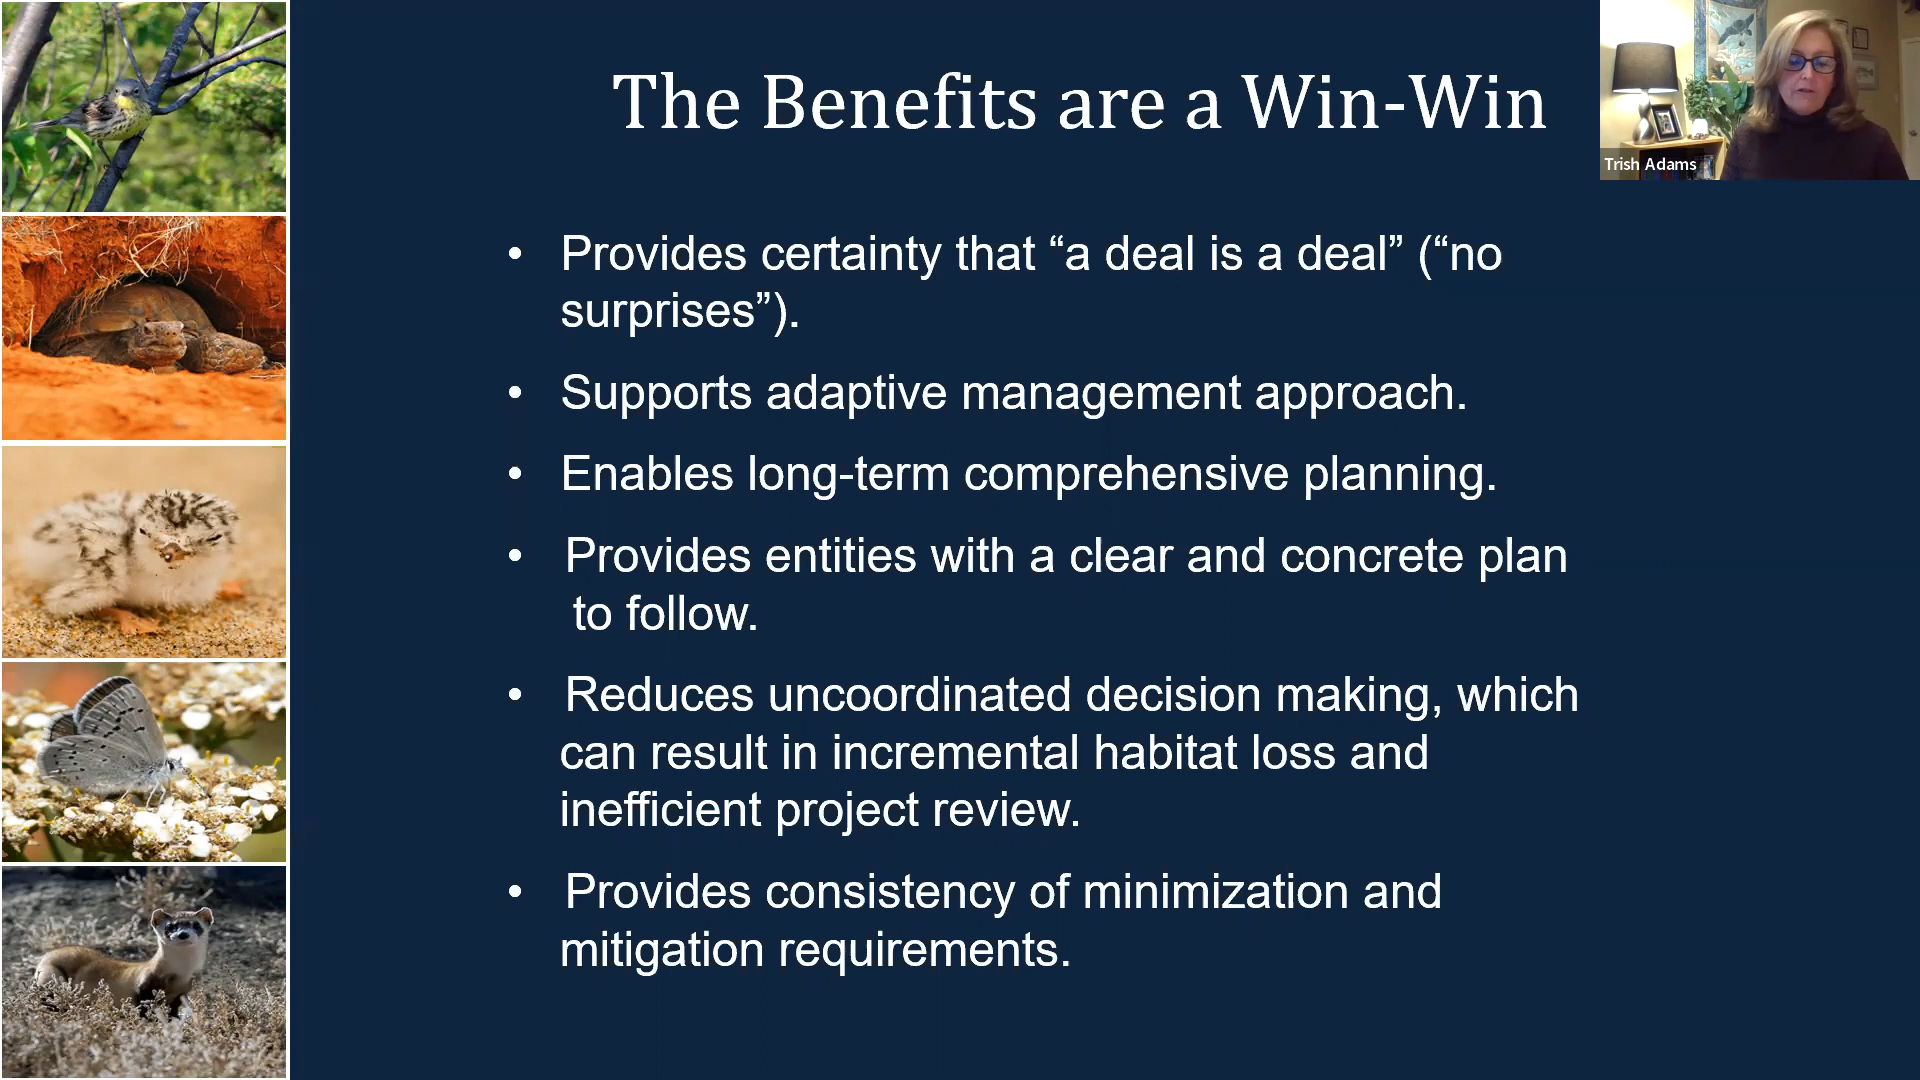 The Benefits are a Win-Win
Trish Adams
• Provides certainty that “a deal is a deal” (“no
surprises”).
• Supports adaptive management approach.
• Enables long-term comprehensive planning.
• Provides entities with a clear and concrete plan
to follow.
• Reduces uncoordinated decision making, which
can result in incremental habitat loss and
inefficient project review.
• Provides consistency of minimization and
mitigation requirements.